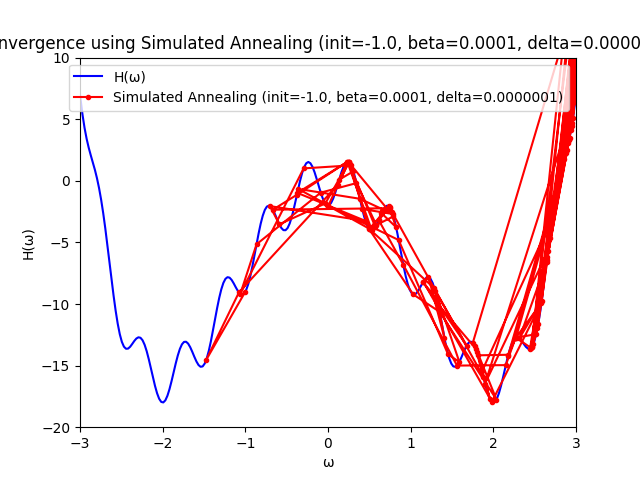 nvergence using Simulated Annealing (init=-1.0, beta=0.0001, delta=0.0000
H(ω)
Simulated Annealing (init=-1.0, beta=0.0001, delta=0.0000001)
10
5
0
−5
−10
−15
−20
H(ω)
−3
−2
−1
0
1
2
3
ω